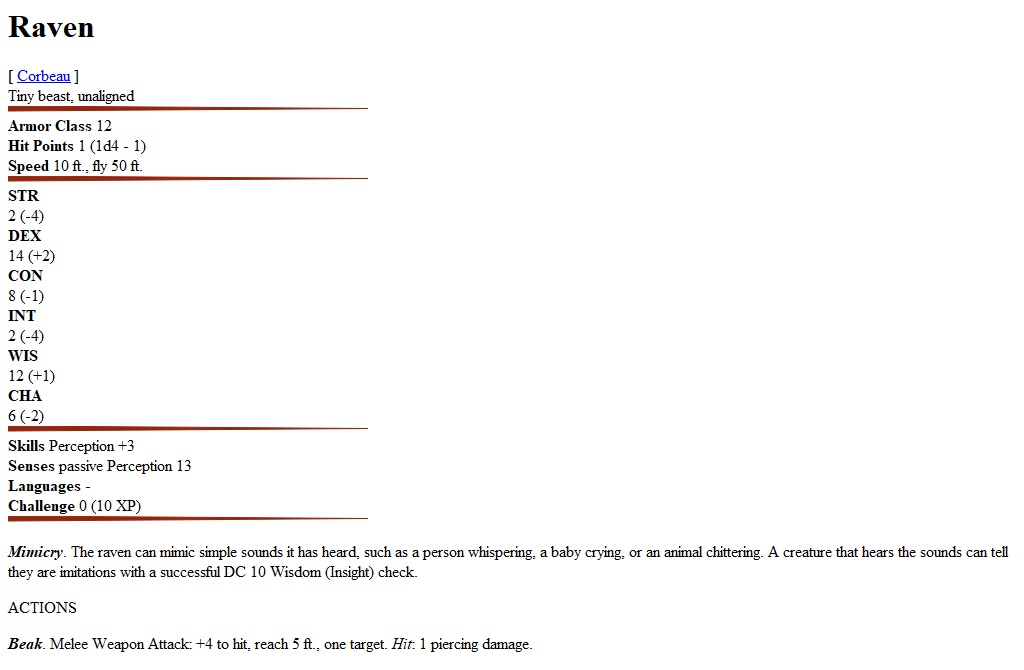 Raven
[ Corbeau ]
Tiny beast, unaligned
Armor Class 12
Hit Points 1 (1d4 - 1)
Speed 10 ft., fly 50 ft.
STR
2 (-4)
DEX
14 (+2)
CON
8 (-1)
INT
2 (-4)
WIS
12 (+1)
CHA
6 (-2)
Skills Perception +3
Senses passive Perception 13
Languages -
Challenge 0 (10 XP)
Mimicry. The raven can mimic simple sounds it has heard, such as a person whispering, a baby crying, or an animal chittering. A creature that hears the sounds can tell
they are imitations with a successful DC 10 Wisdom (Insight) check.
ACTIONS
Beak. Melee Weapon Attack: +4 to hit, reach 5 ft., one target. Hit: 1 piercing damage.